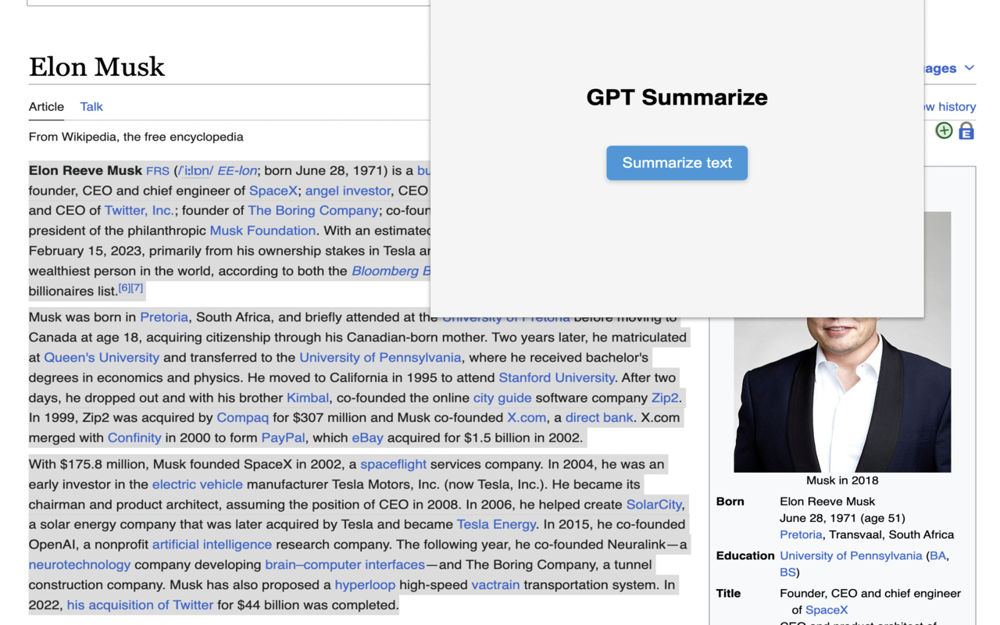 Elon Musk
ages
Article Talk
ew history
From Wikipedia, the free encyclopedia
GPT Summarize
Summarize text
E
Elon Reeve Musk FRS (/ˈiːlɒn/ EE-lon; born June 28, 1971) is a bu
founder, CEO and chief engineer of SpaceX; angel investor, CEO
and CEO of Twitter, Inc.; founder of The Boring Company; co-foun
president of the philanthropic Musk Foundation. With an estimated
February 15, 2023, primarily from his ownership stakes in Tesla an
wealthiest person in the world, according to both the Bloomberg B
billionaires list.[6][7]
Musk was born in Pretoria, South Africa, and briefly attended at the University of Pretoria before moving to
Canada at age 18, acquiring citizenship through his Canadian-born mother. Two years later, he matriculated
at Queen's University and transferred to the University of Pennsylvania, where he received bachelor's
degrees in economics and physics. He moved to California in 1995 to attend Stanford University. After two
days, he dropped out and with his brother Kimbal, co-founded the online city guide software company Zip2.
In 1999, Zip2 was acquired by Compaq for $307 million and Musk co-founded X.com, a direct bank. X.com
merged with Confinity in 2000 to form PayPal, which eBay acquired for $1.5 billion in 2002.
With $175.8 million, Musk founded SpaceX in 2002, a spaceflight services company. In 2004, he was an
early investor in the electric vehicle manufacturer Tesla Motors, Inc. (now Tesla, Inc.). He became its
chairman and product architect, assuming the position of CEO in 2008. In 2006, he helped create SolarCity,
a solar energy company that was later acquired by Tesla and became Tesla Energy. In 2015, he co-founded
OpenAI, a nonprofit artificial intelligence research company. The following year, he co-founded Neuralink—a
neurotechnology company developing brain–computer interfaces—and The Boring Company, a tunnel
construction company. Musk has also proposed a hyperloop high-speed vactrain transportation system. In
2022, his acquisition of Twitter for $44 billion was completed.
Musk in 2018
Born Elon Reeve Musk
June 28, 1971 (age 51)
Pretoria, Transvaal, South Africa
Education University of Pennsylvania (BA,
BS)
Title Founder, CEO and chief engineer
of SpaceX
CEO and product architect of